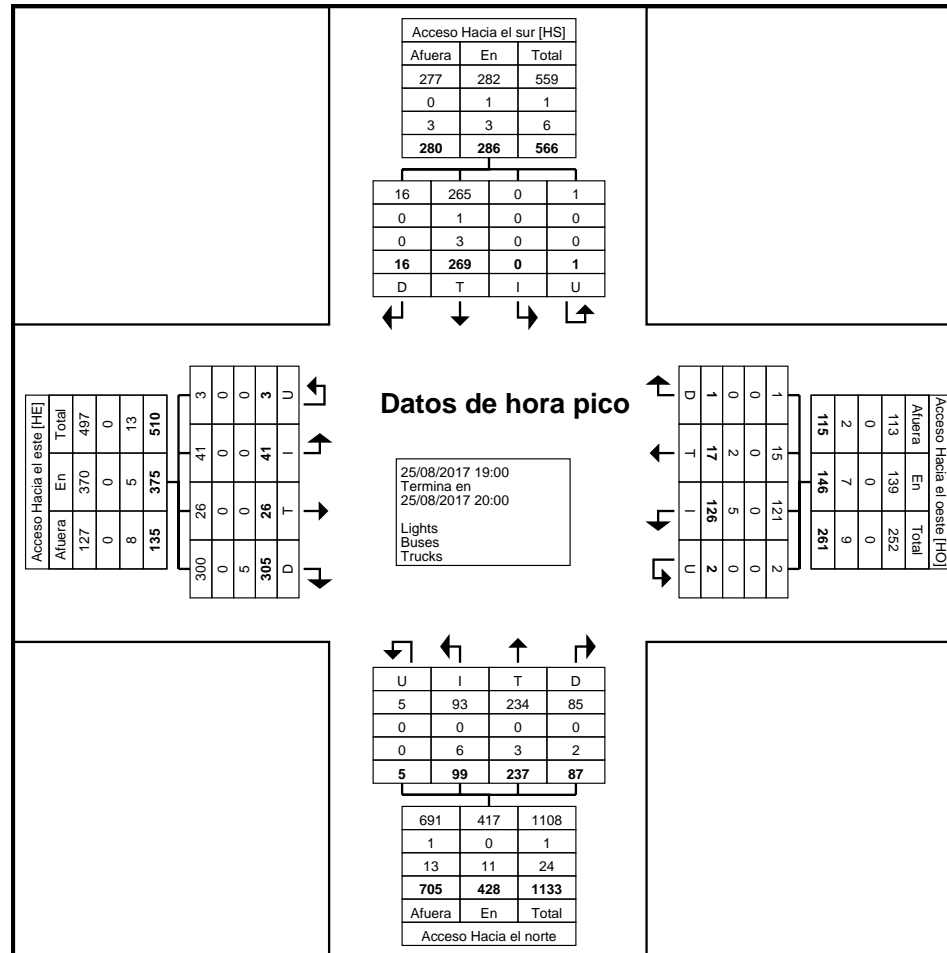 Acceso Hacia el sur [HS]
Afuera En Total
277 282 559
0 1 1
3 3 6
280 286 566
16 265 0 1
0 1 0 0
0 3 0 0
16 269 0 1
D T I U
Acceso Hacia el este [HE]
Total En Afuera
497 370 127
0 0 0
13 5 8
510 375 135
3 41 26 300
0 0 0 0
0 0 0 5
3 41 26 305
U I T D
Datos de hora pico
25/08/2017 19:00
Termina en
25/08/2017 20:00
Lights
Buses
Trucks
Acceso Hacia el oeste [HO]
Afuera En Total
113 139 252
0 0 0
2 7 9
115 146 261
1 15 121 2
0 0 0 0
0 2 5 0
1 17 126 2
D T I U
U I T D
5 93 234 85
0 0 0 0
0 6 3 2
5 99 237 87
691 417 1108
1 0 1
13 11 24
705 428 1133
Afuera En Total
Acceso Hacia el norte